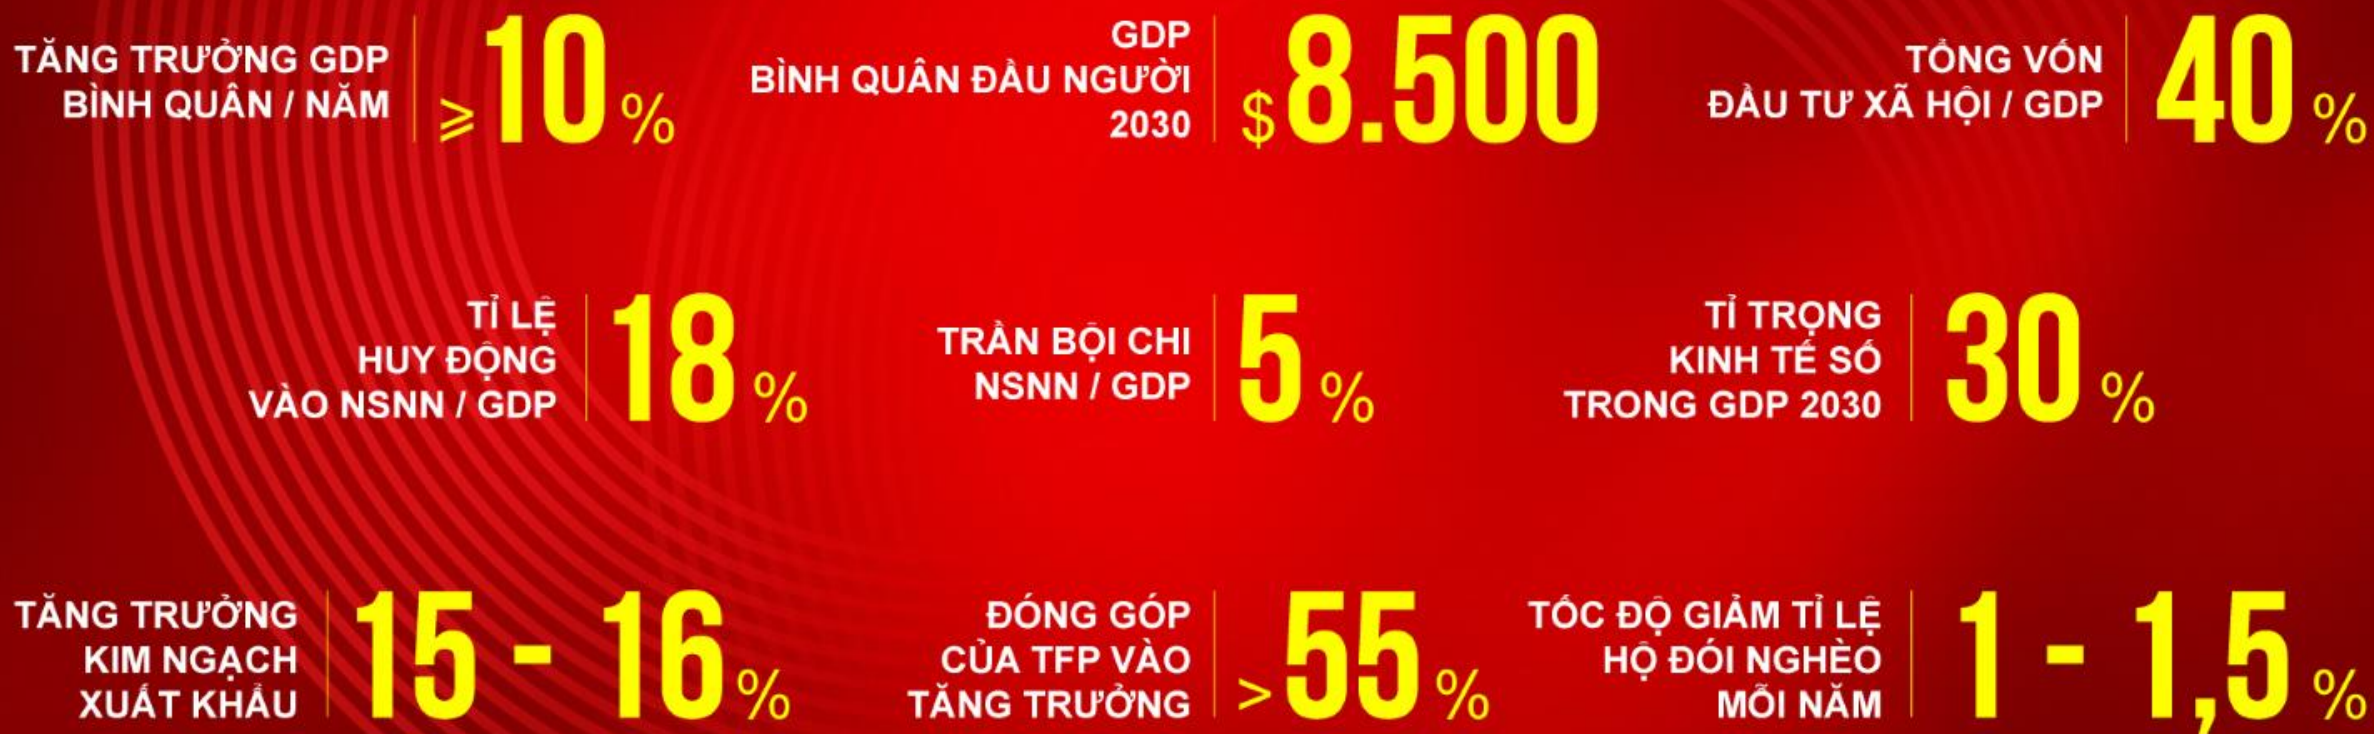 TĂNG TRƯỞNG GDP
BÌNH QUÂN / NĂM
⩾10%
GDP
BÌNH QUÂN ĐẦU NGƯỜI
2030
$8.500
TỔNG VỐN
ĐẦU TƯ XÃ HỘI / GDP
40%
TỈ LỆ
HUY ĐỘNG
VÀO NSNN / GDP
18%
TRẦN BỘI CHI
NSNN / GDP
5%
TỈ TRỌNG
KINH TẾ SỐ
TRONG GDP 2030
30%
TĂNG TRƯỞNG
KIM NGẠCH
XUẤT KHẨU
15 - 16%
ĐÓNG GÓP
CỦA TFP VÀO
TĂNG TRƯỞNG
>55%
TỐC ĐỘ GIẢM TỈ LỆ
HỘ ĐÓI NGHÈO
MỖI NĂM
1 - 1,5%